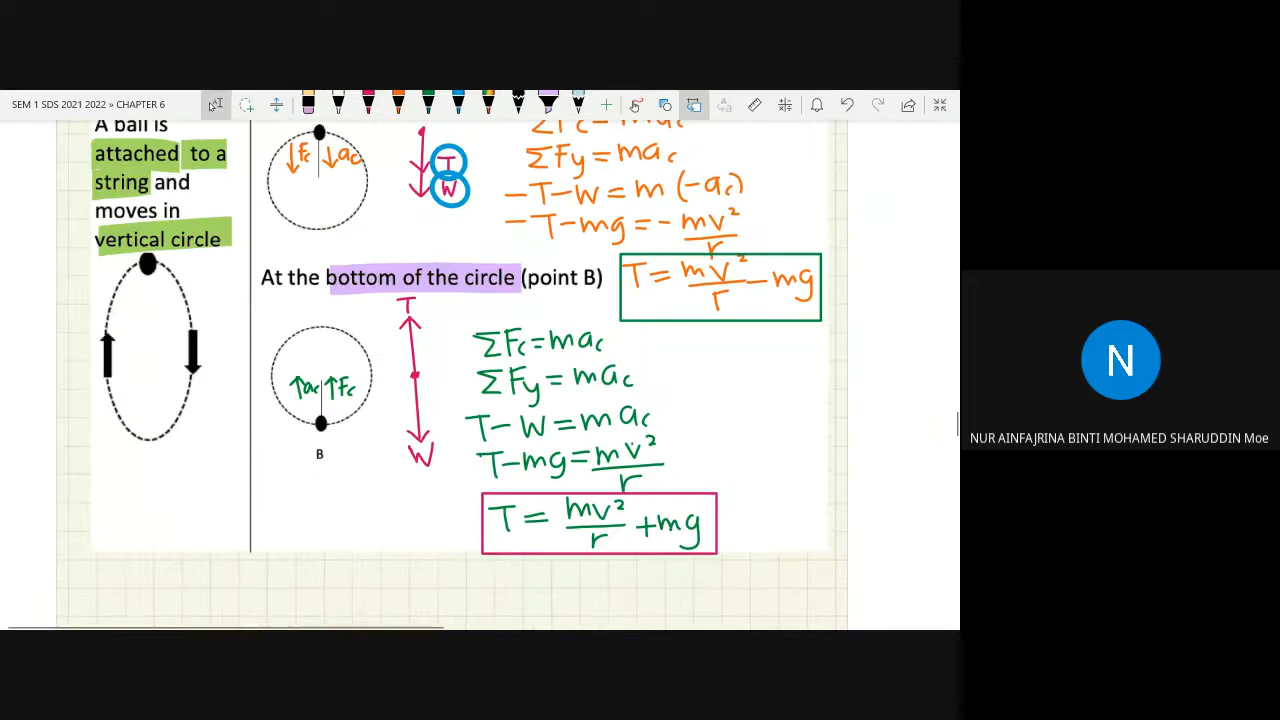 SEM 1 SDS 2021 2022 » CHAPTER 6
A ball is
attached to a
string and
moves in
vertical circle
↓Fc ↓ac
T
W
ΣFc = mac
ΣFy = mac
-T-W = m (-ac)
-T-mg = -mv²/r
T = mv²/r - mg
At the bottom of the circle (point B)
T
↑ac ↑Fc
W
B
ΣFc = mac
ΣFy = mac
T-W = mac
T-mg = mv²/r
T = mv²/r + mg
N
NUR AINFAJRINA BINTI MOHAMED SHARUDDIN Moe